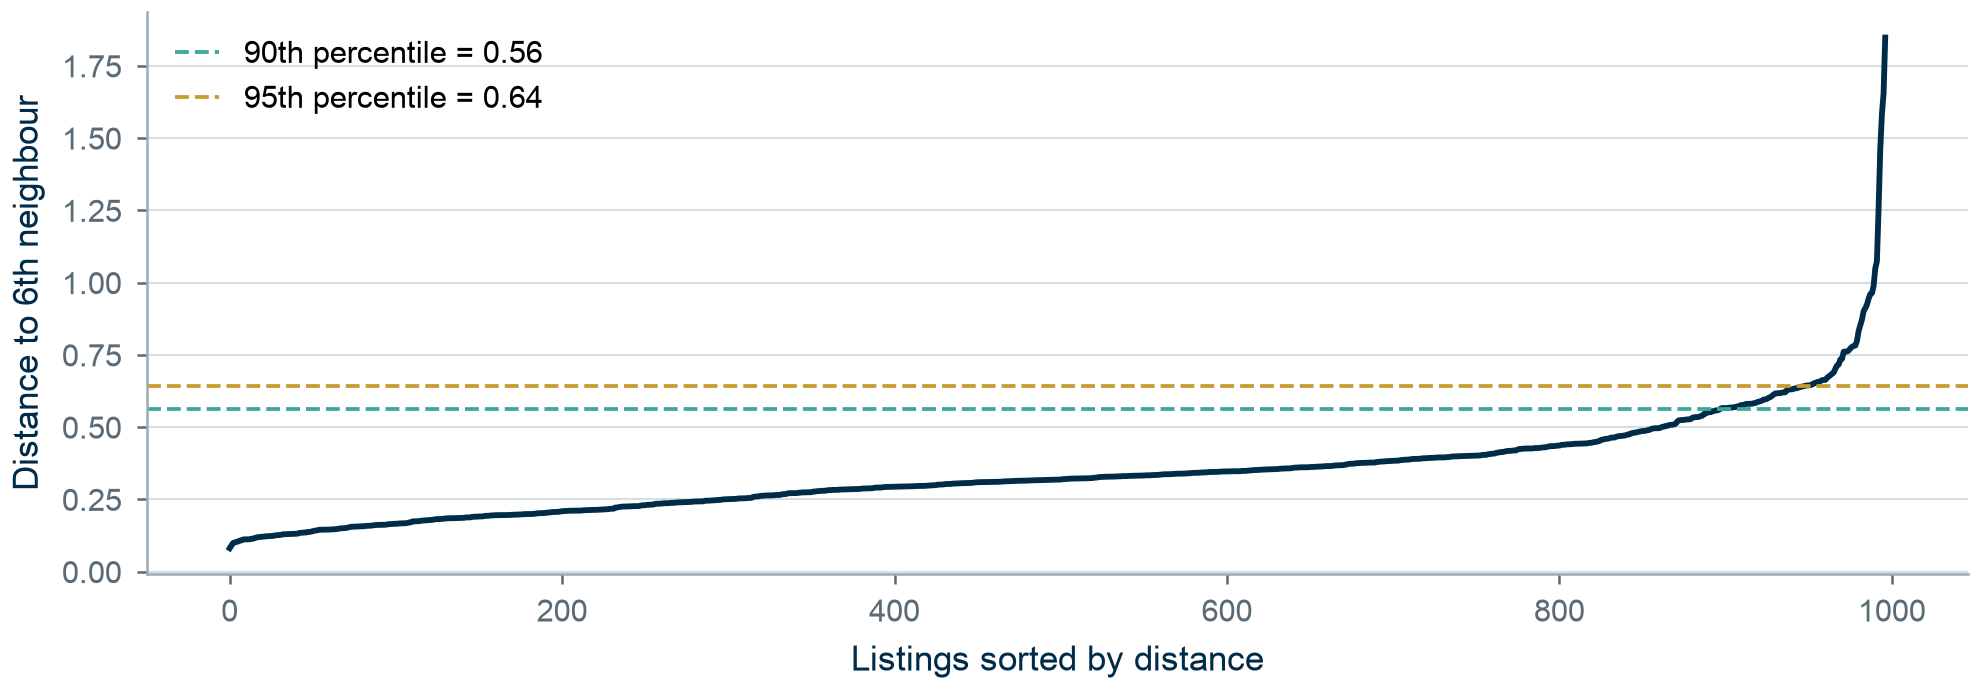 90th percentile = 0.56
95th percentile = 0.64
Distance to 6th neighbour
1.75
1.50
1.25
1.00
0.75
0.50
0.25
0.00
0 200 400 600 800 1000
Listings sorted by distance